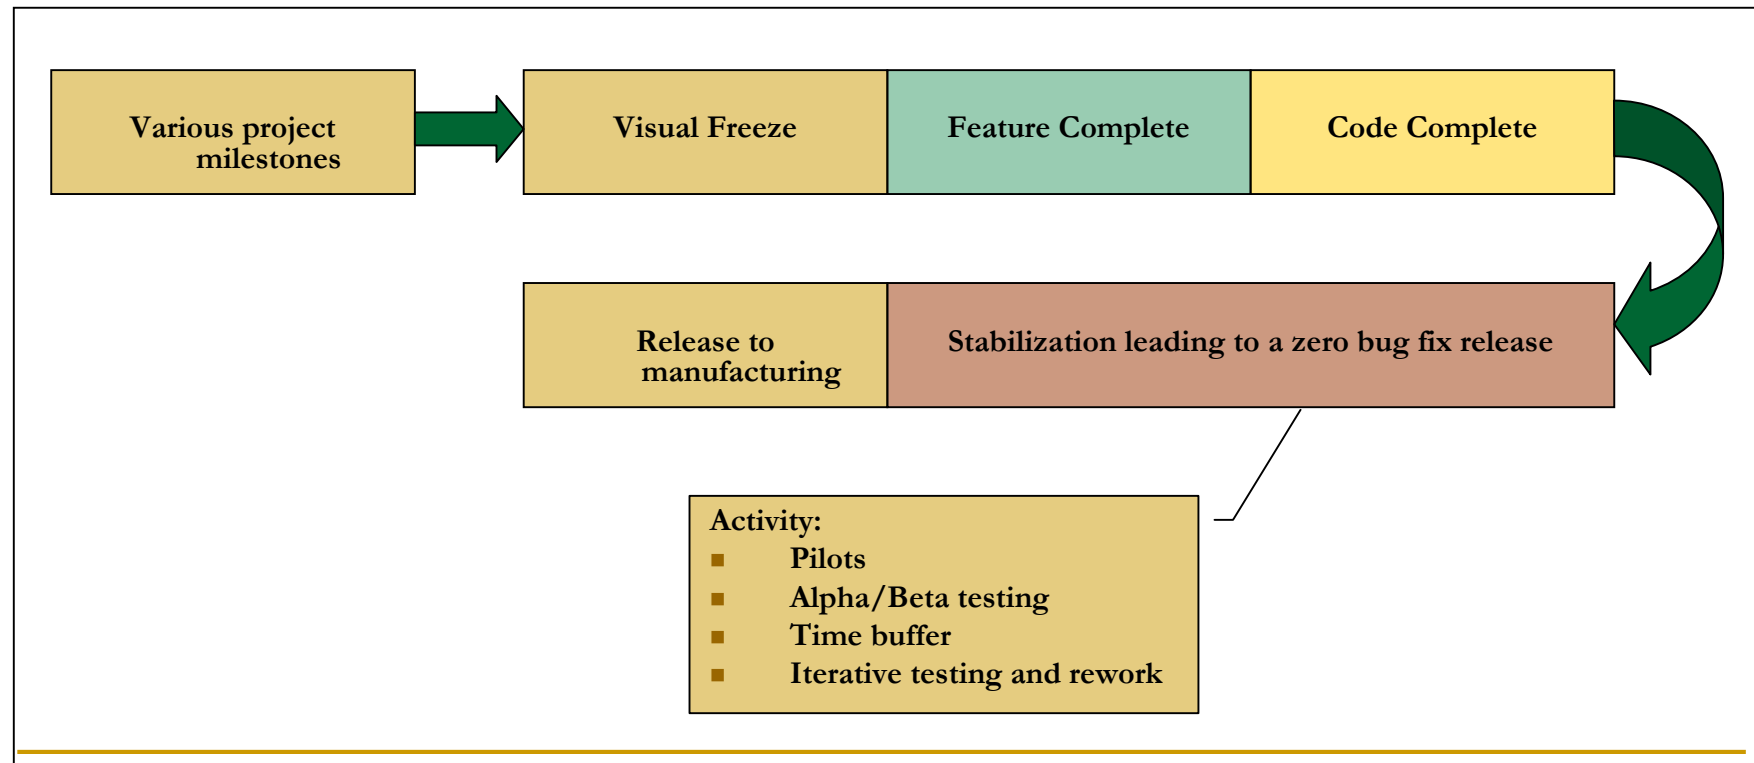 Various project
milestones
Visual Freeze
Feature Complete
Code Complete
Release to
manufacturing
Stabilization leading to a zero bug fix release
Activity:
Pilots
Alpha/Beta testing
Time buffer
Iterative testing and rework